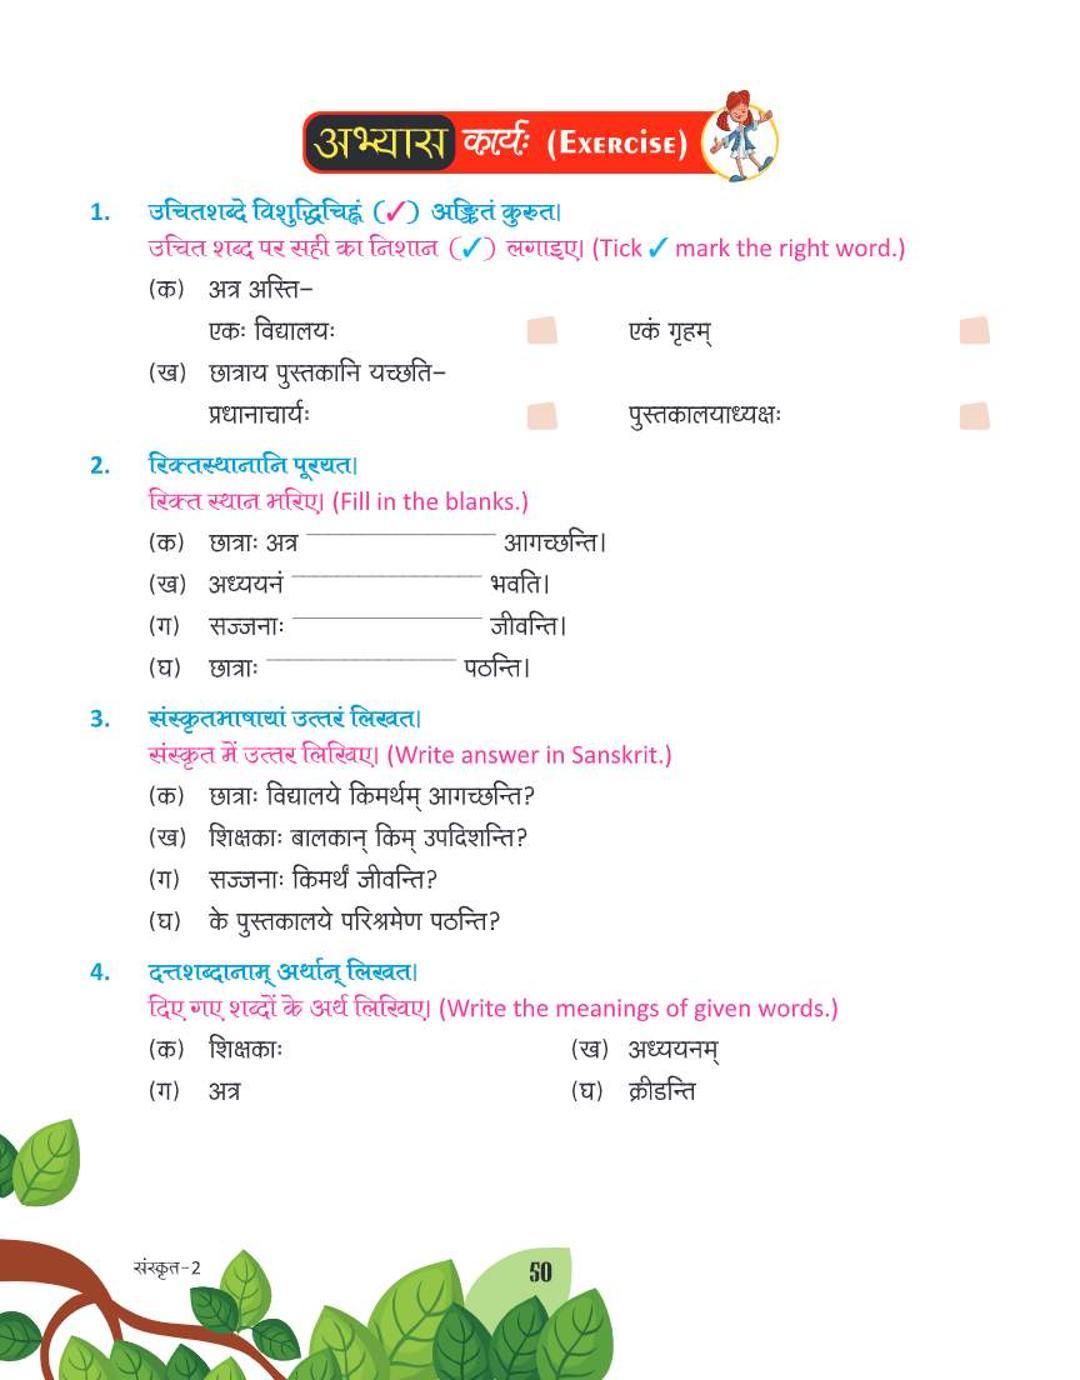 अभ्यास कार्यः (Exercise)
1. उचितशब्दे विशुद्धिचिह्नं (✓) अङ्कितं कुरुत।
उचित शब्द पर सही का निशान (✓) लगाइए। (Tick ✓ mark the right word.)
(क) अत्र अस्ति–
एकः विद्यालयः एकं गृहम्
(ख) छात्राय पुस्तकानि यच्छति–
प्रधानाचार्यः पुस्तकालयाध्यक्षः
2. रिक्तस्थानानि पूरयत।
रिक्त स्थान भरिए। (Fill in the blanks.)
(क) छात्राः अत्र ____________ आगच्छन्ति।
(ख) अध्ययनं ____________ भवति।
(ग) सज्जनाः ____________ जीवन्ति।
(घ) छात्राः ____________ पठन्ति।
3. संस्कृतभाषायां उत्तरं लिखत।
संस्कृत में उत्तर लिखिए। (Write answer in Sanskrit.)
(क) छात्राः विद्यालये किमर्थम् आगच्छन्ति?
(ख) शिक्षकाः बालकान् किम् उपदिशन्ति?
(ग) सज्जनाः किमर्थं जीवन्ति?
(घ) के पुस्तकालये परिश्रमेण पठन्ति?
4. दत्तशब्दानाम् अर्थान् लिखत।
दिए गए शब्दों के अर्थ लिखिए। (Write the meanings of given words.)
(क) शिक्षकाः (ख) अध्ययनम्
(ग) अत्र (घ) क्रीडन्ति
संस्कृत-2 50